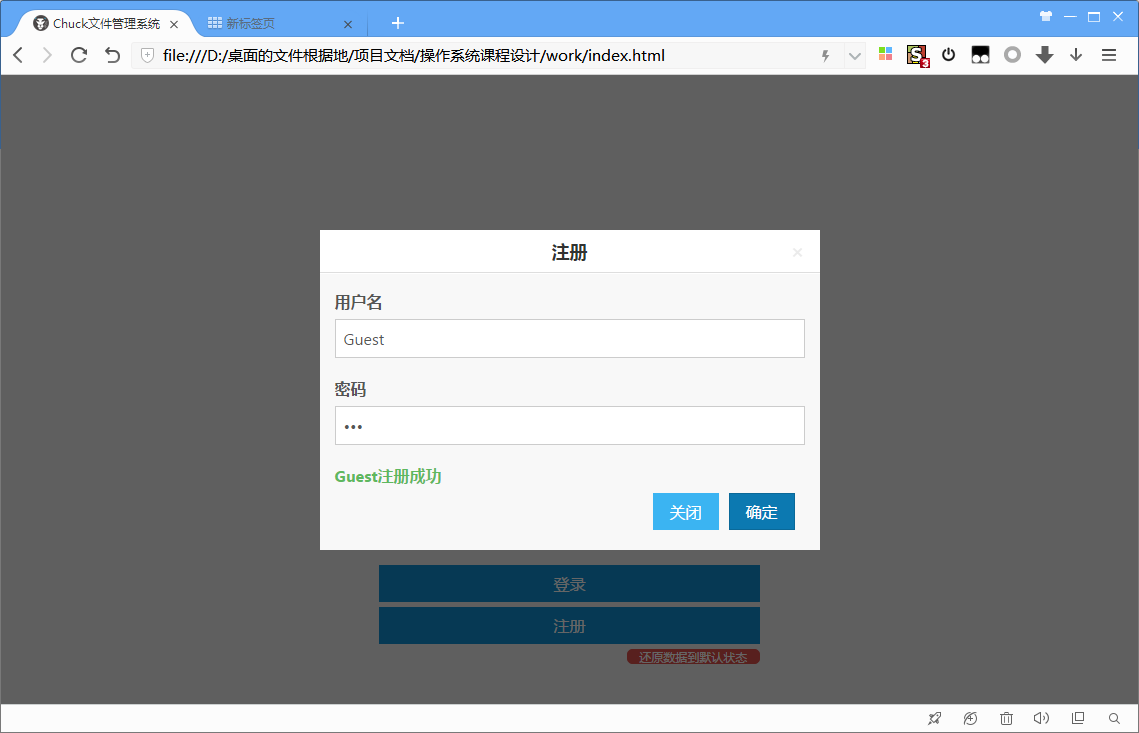 Chuck文件管理系统
新标签页
file:///D:/桌面的文件根据地/项目文档/操作系统课程设计/work/index.html
S
3
注册
用户名
Guest
密码
•••
Guest注册成功
关闭 确定
登录
注册
还原数据到默认状态